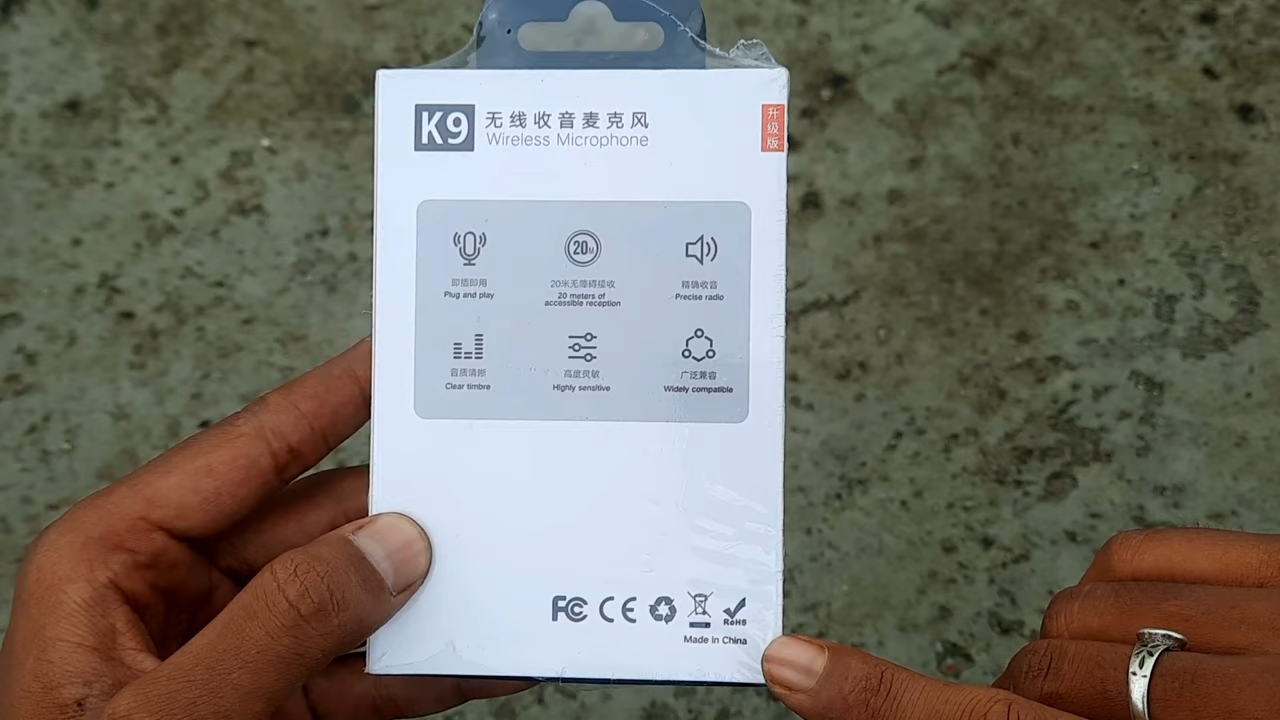 K9 无线收音麦克风
Wireless Microphone
升级版
20M
即插即用
Plug and play
20米无障碍接收
20 meters of
accessible reception
精确收音
Precise radio
音质清晰
Clear timbre
高度灵敏
Highly sensitive
广泛兼容
Widely compatible
FC CE RoHS
Made in China